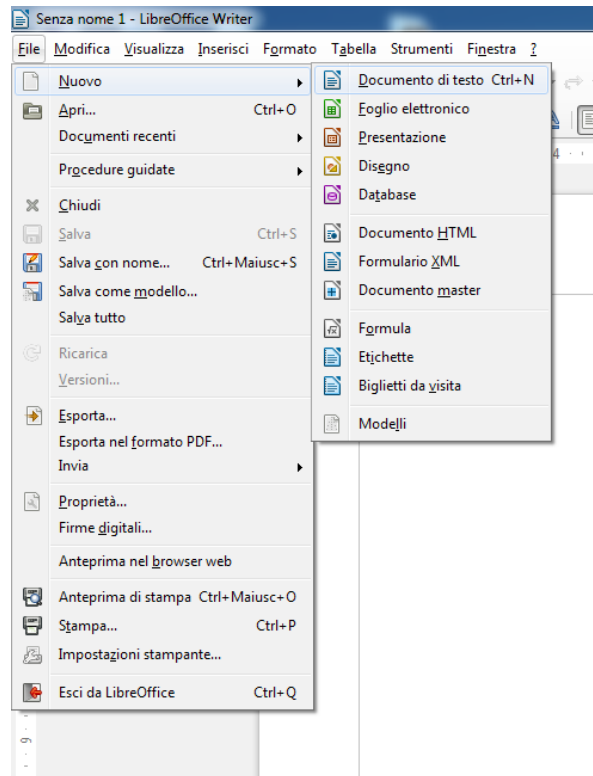 Senza nome 1 - LibreOffice Writer
File Modifica Visualizza Inserisci Formato Tabella Strumenti Finestra ?
Nuovo
Apri... Ctrl+O
Documenti recenti
Procedure guidate
Chiudi
Salva Ctrl+S
Salva con nome... Ctrl+Maiusc+S
Salva come modello...
Salva tutto
Ricarica
Versioni...
Esporta...
Esporta nel formato PDF...
Invia
Proprietà...
Firme digitali...
Anteprima nel browser web
Anteprima di stampa Ctrl+Maiusc+O
Stampa... Ctrl+P
Impostazioni stampante...
Esci da LibreOffice Ctrl+Q
Documento di testo Ctrl+N
Foglio elettronico
Presentazione
Disegno
Database
Documento HTML
Formulario XML
Documento master
Formula
Etichette
Biglietti da visita
Modelli
4
9